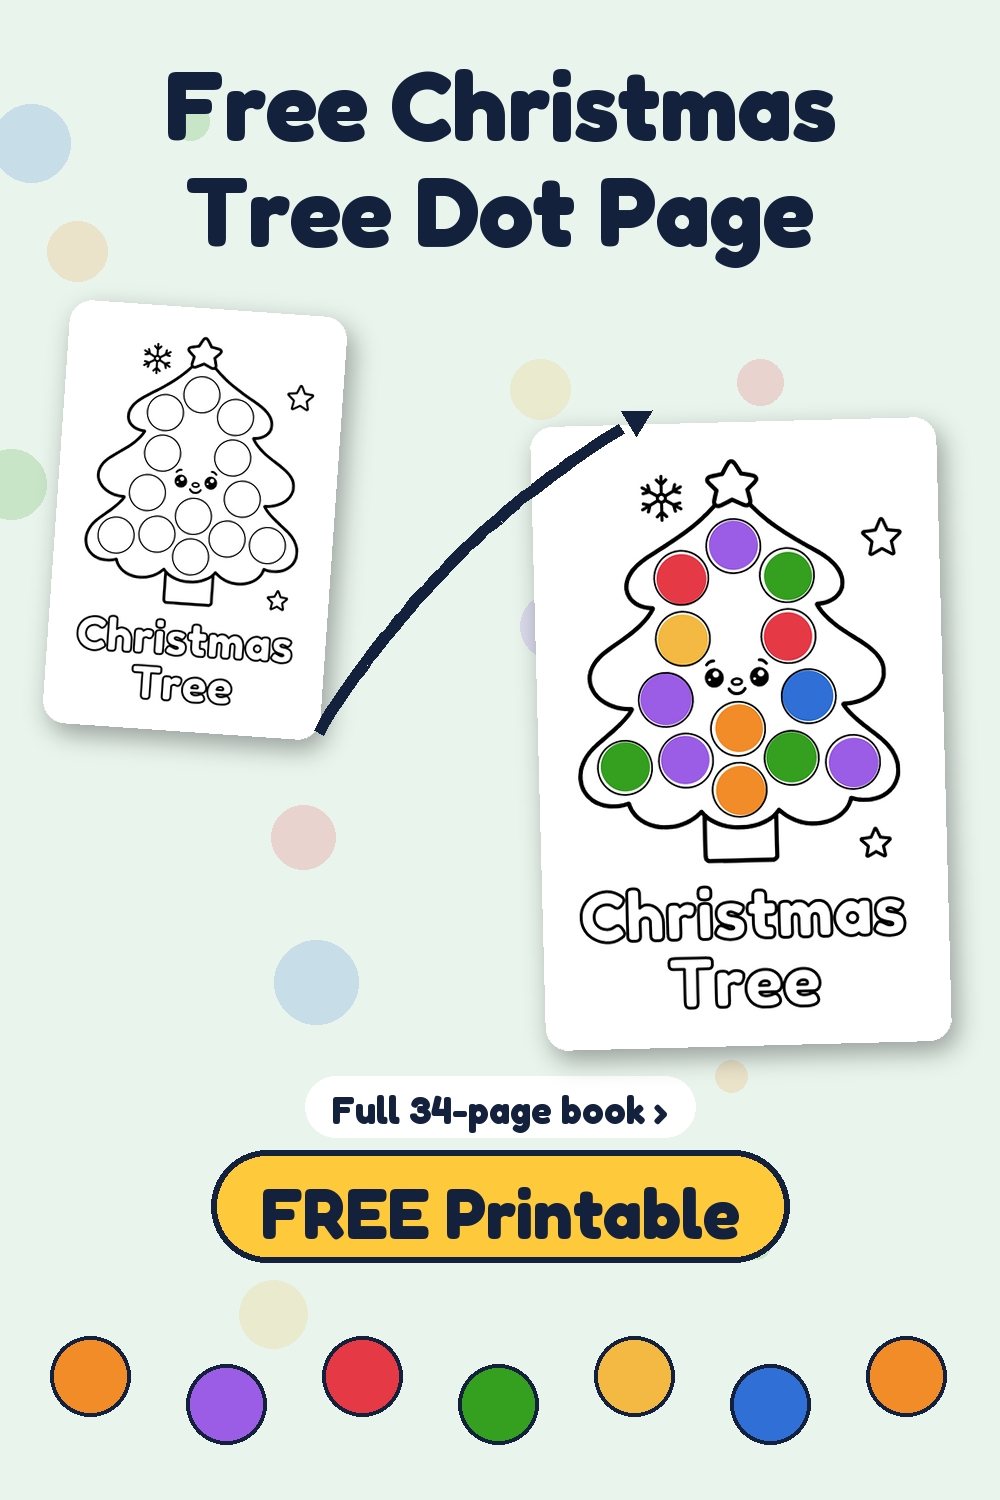 Free Christmas
Tree Dot Page
Christmas
Tree
Christmas
Tree
Full 34-page book ›
FREE Printable